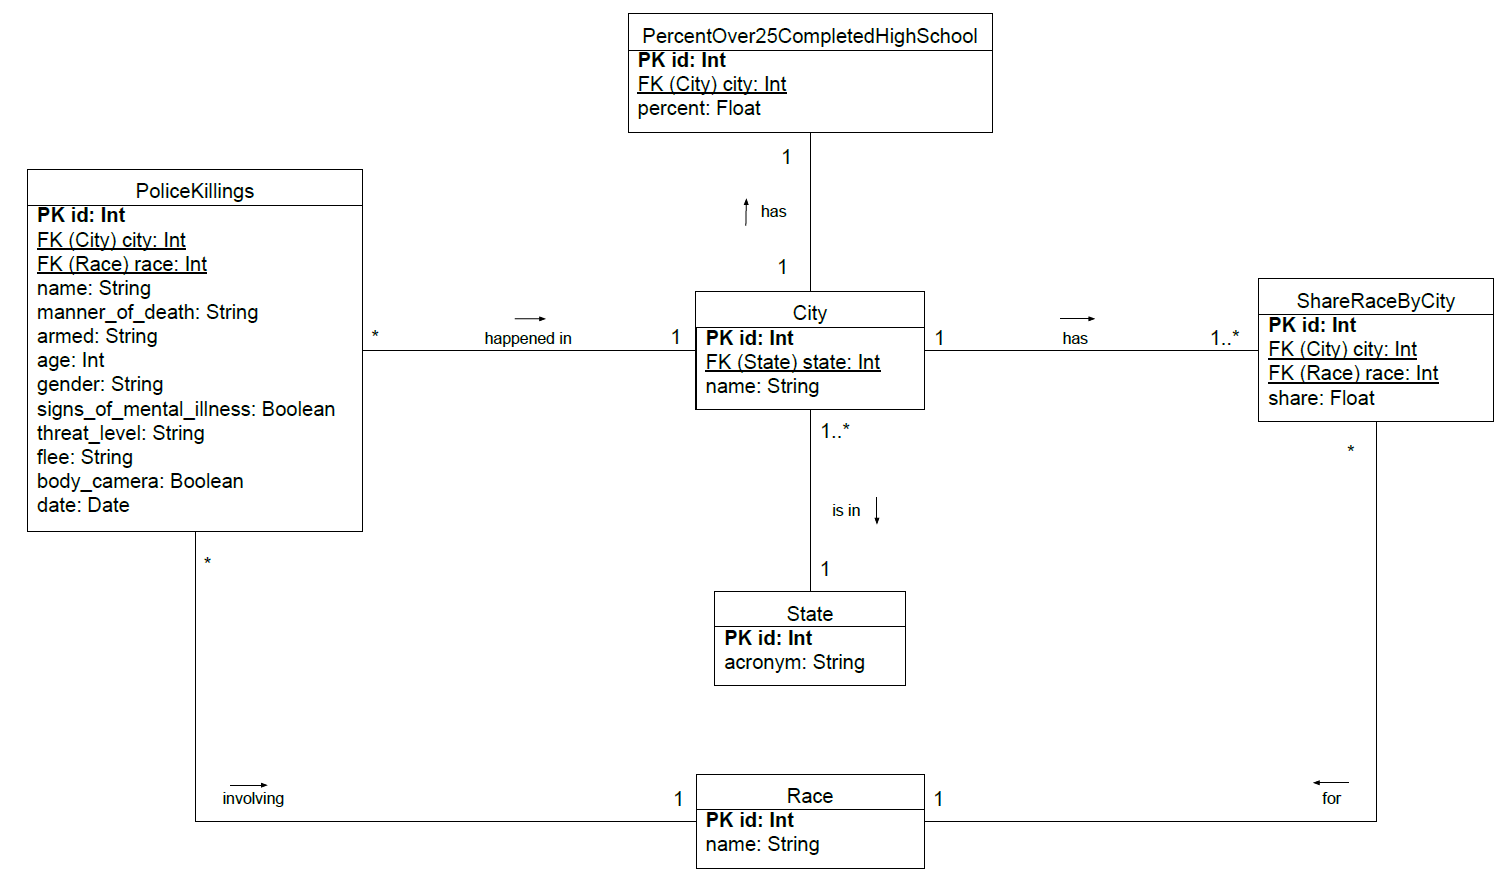 PercentOver25CompletedHighSchool
PK id: Int
FK (City) city: Int
percent: Float
1
has
1
PoliceKillings
PK id: Int
FK (City) city: Int
FK (Race) race: Int
name: String
manner_of_death: String
armed: String
age: Int
gender: String
signs_of_mental_illness: Boolean
threat_level: String
flee: String
body_camera: Boolean
date: Date
*
happened in
1
City
PK id: Int
FK (State) state: Int
name: String
1
has
1..*
ShareRaceByCity
PK id: Int
FK (City) city: Int
FK (Race) race: Int
share: Float
1..*
is in
1
State
PK id: Int
acronym: String
*
involving
1
Race
PK id: Int
name: String
1
for
*